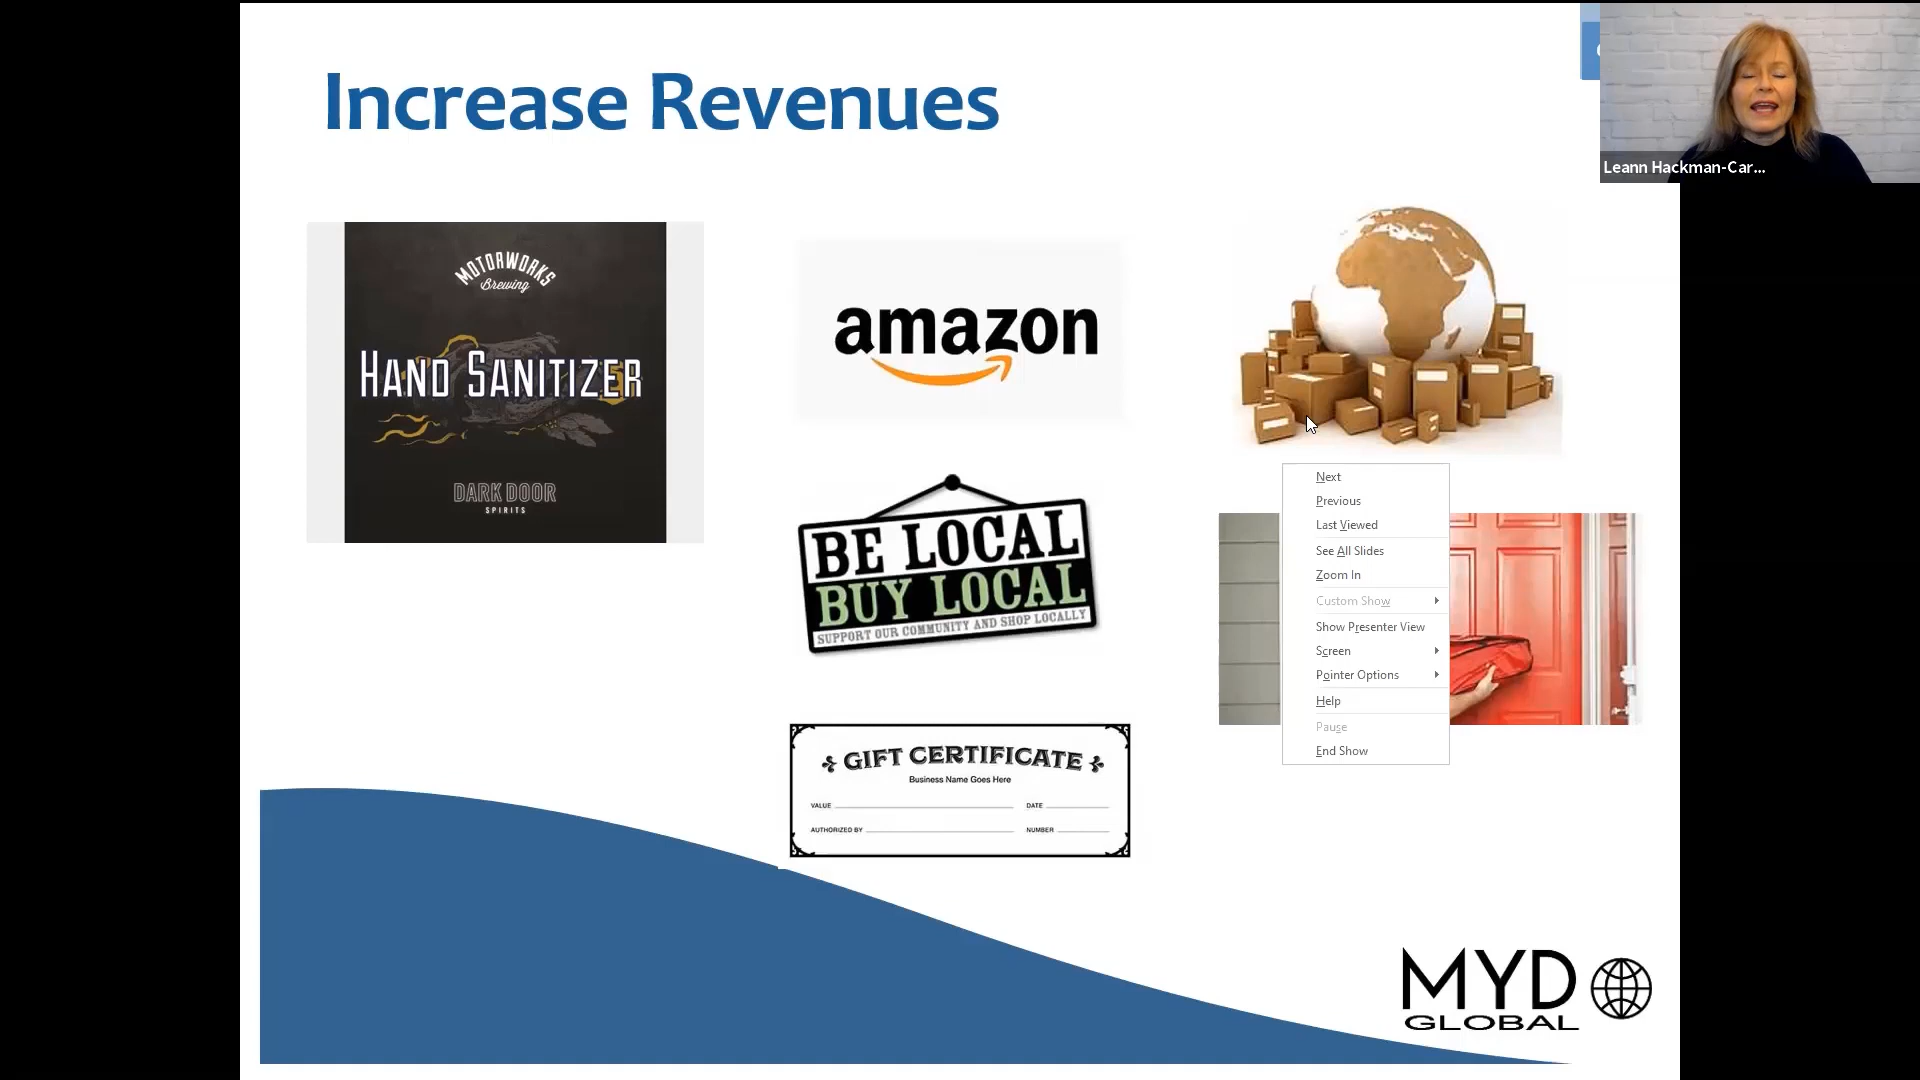 Increase Revenues
Leann Hackman-Car...
MOTORWORKS
Brewing
HAND SANITIZER
DARK DOOR
SPIRITS
amazon
BE LOCAL
BUY LOCAL
SUPPORT OUR COMMUNITY AND SHOP LOCALLY
GIFT CERTIFICATE
Business Name Goes Here
VALUE
DATE
AUTHORIZED BY
NUMBER
Next
Previous
Last Viewed
See All Slides
Zoom In
Custom Show
Show Presenter View
Screen
Pointer Options
Help
Pause
End Show
MYD
GLOBAL